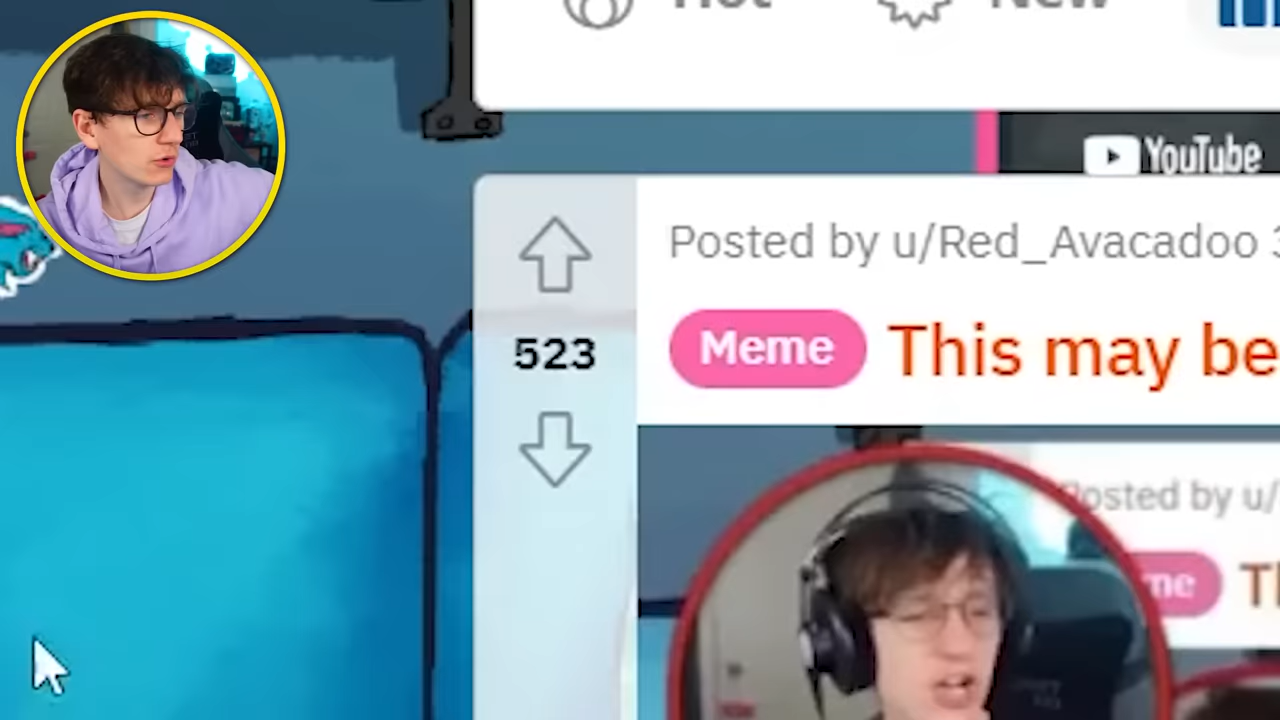 Hot New
YouTube
Posted by u/Red_Avacadoo
523
Meme This may be
Posted by u/
me